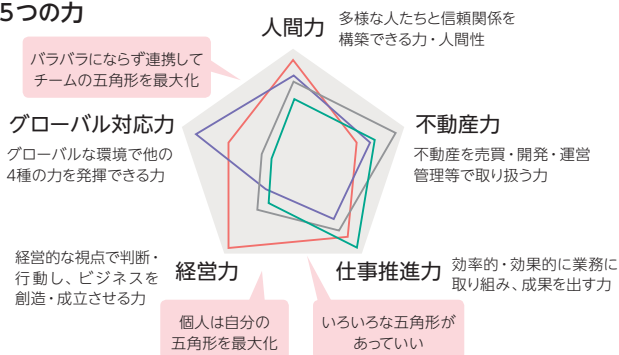 5つの力
人間力
多様な人たちと信頼関係を
構築できる力・人間性
バラバラにならず連携して
チームの五角形を最大化
グローバル対応力
グローバルな環境で他の
4種の力を発揮できる力
不動産力
不動産を売買・開発・運営
管理等で取り扱う力
経営的な視点で判断・
行動し、ビジネスを
創造・成立させる力
経営力
仕事推進力
効率的・効果的に業務に
取り組み、成果を出す力
個人は自分の
五角形を最大化
いろいろな五角形が
あっていい